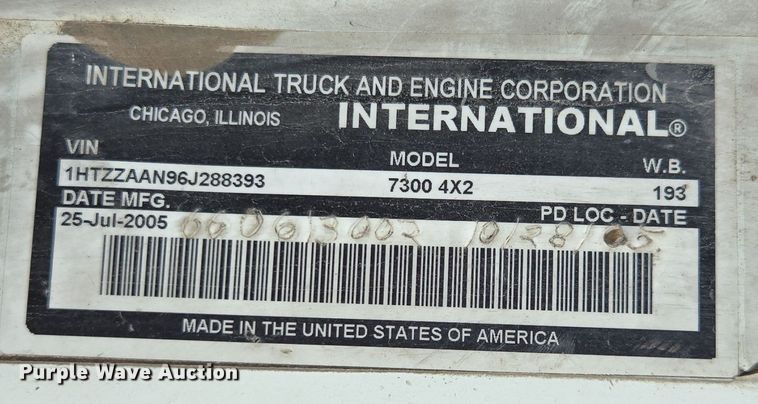 INTERNATIONAL TRUCK AND ENGINE CORPORATION
CHICAGO, ILLINOIS INTERNATIONAL®
VIN MODEL W.B.
1HTZZAAN96J288393 7300 4X2 193
DATE MFG. PD LOC - DATE
25-Jul-2005 660613002 10/28/05
MADE IN THE UNITED STATES OF AMERICA
Purple Wave Auction